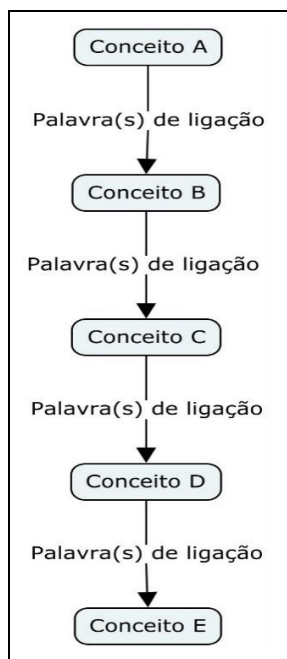 Conceito A
Palavra(s) de ligação
Conceito B
Palavra(s) de ligação
Conceito C
Palavra(s) de ligação
Conceito D
Palavra(s) de ligação
Conceito E